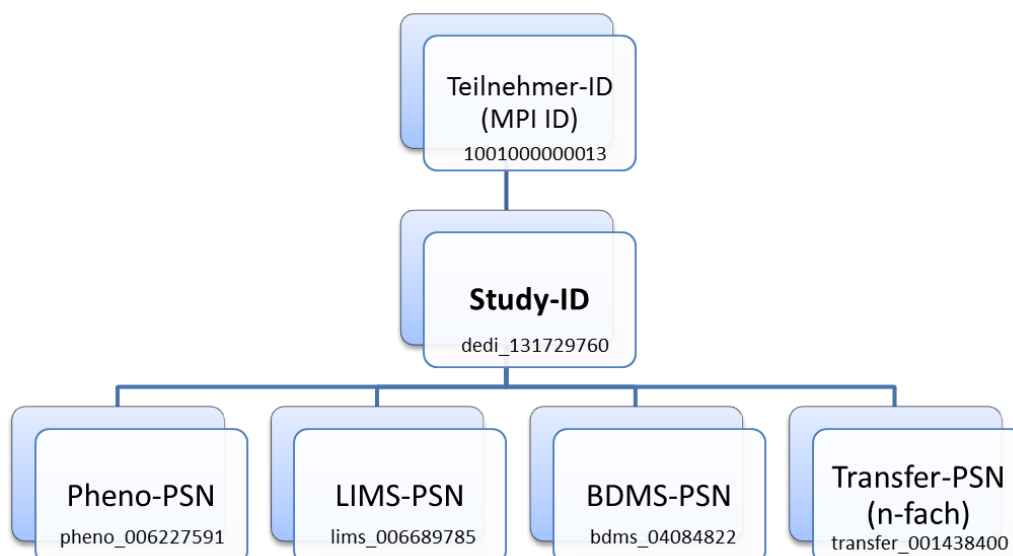 Teilnehmer-ID
(MPI ID)
1001000000013
Study-ID
dedi_131729760
Pheno-PSN
pheno_006227591
LIMS-PSN
lims_006689785
BDMS-PSN
bdms_04084822
Transfer-PSN
(n-fach)
transfer_001438400